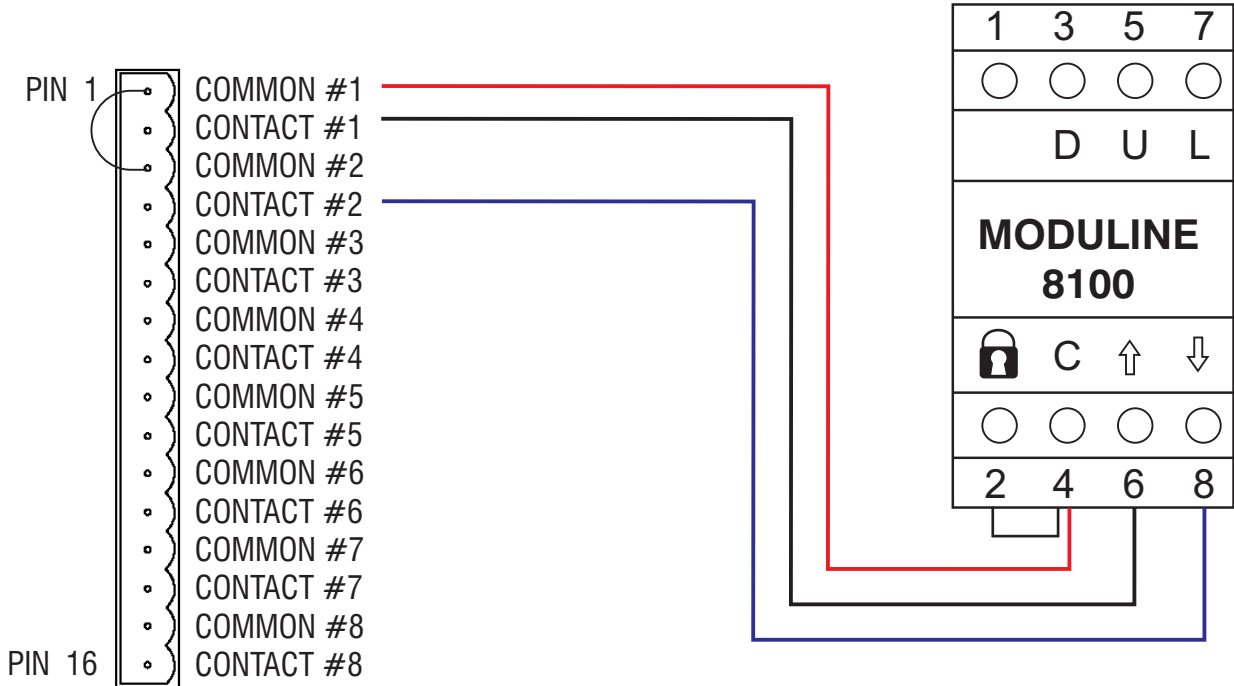 PIN 1
COMMON #1
CONTACT #1
COMMON #2
CONTACT #2
COMMON #3
CONTACT #3
COMMON #4
CONTACT #4
COMMON #5
CONTACT #5
COMMON #6
CONTACT #6
COMMON #7
CONTACT #7
COMMON #8
PIN 16
CONTACT #8
1 3 5 7
D U L
MODULINE
8100
C ⇧ ⇩
2 4 6 8